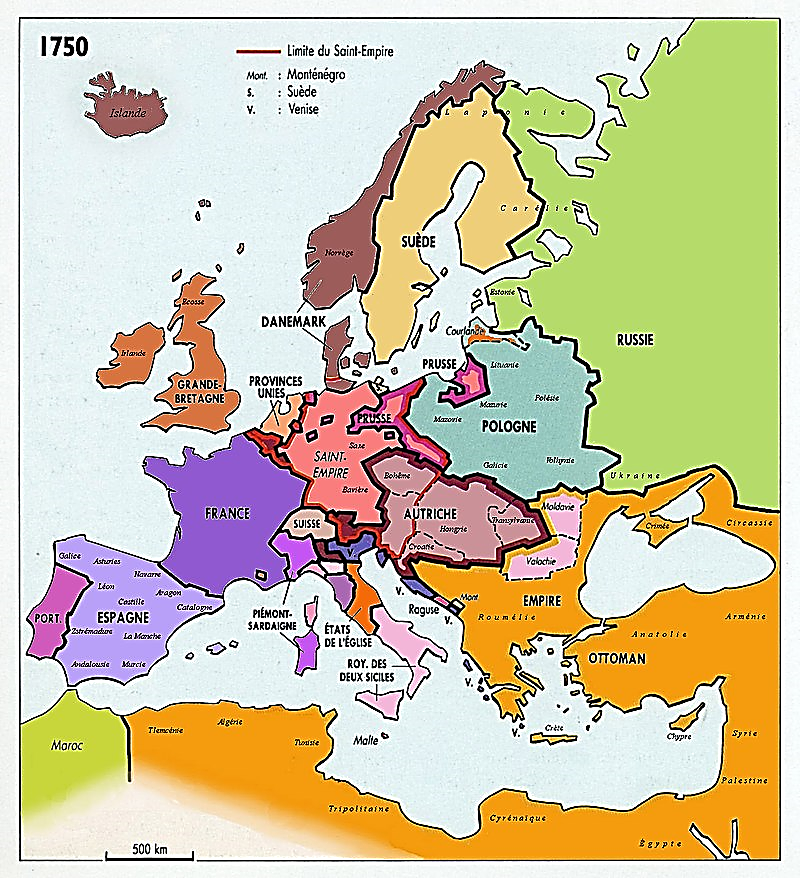 1750
Limite du Saint-Empire
Mont. : Monténégro
S. : Suède
V. : Venise
Islande
Laponie
Carélie
SUÈDE
Norvège
Ecosse
Estonie
DANEMARK
Courlande
RUSSIE
Irlande
PRUSSE
Lituanie
GRANDE-
BRETAGNE
PROVINCES
UNIES
Polésie
Mazurie
Mazovie
PRUSSE
POLOGNE
Saxe
SAINT-
EMPIRE
Galicie
Volhynie
Bohême
Ukraine
Bavière
FRANCE
AUTRICHE
Moldavie
SUISSE
Hongrie
Transylvanie
Crimée
Circassie
Croatie
V.
Galice
Asturies
Valachie
Navarre
Léon
Aragon
Castille
Catalogne
V.
Mont.
EMPIRE
PORT.
ESPAGNE
PIÉMONT-
SARDAIGNE
Raguse
V.
Roumélie
Arménie
Estrémadure
La Manche
ÉTATS
DE L'ÉGLISE
Anatolie
Andalousie
Murcie
ROY. DES
DEUX SICILES
OTTOMAN
V.
Maroc
Tlemcénie
Algérie
Tunisie
Malte
V.
Crète
Chypre
Syrie
Palestine
Tripolitaine
Cyrénaïque
Égypte
500 km